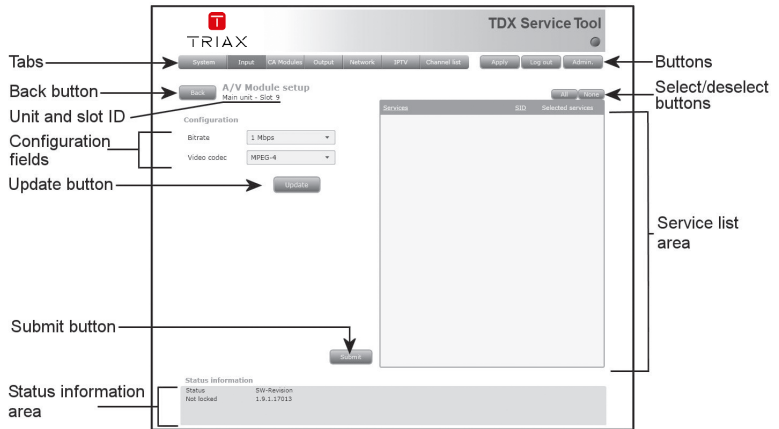 TRIAX
TDX Service Tool
Tabs
System Input CA Modules Output Network IPTV Channel list Apply Log out Admin.
Buttons
Back button
Back
A/V Module setup
Main unit - Slot 9
All None
Select/deselect
buttons
Unit and slot ID
Services SID Selected services
Configuration
Configuration
fields
Bitrate 1 Mbps
Video codec MPEG-4
Update button
Update
Service list
area
Submit button
Submit
Status information
area
Status information
Status SW-Revision
Not locked 1.9.1.17013